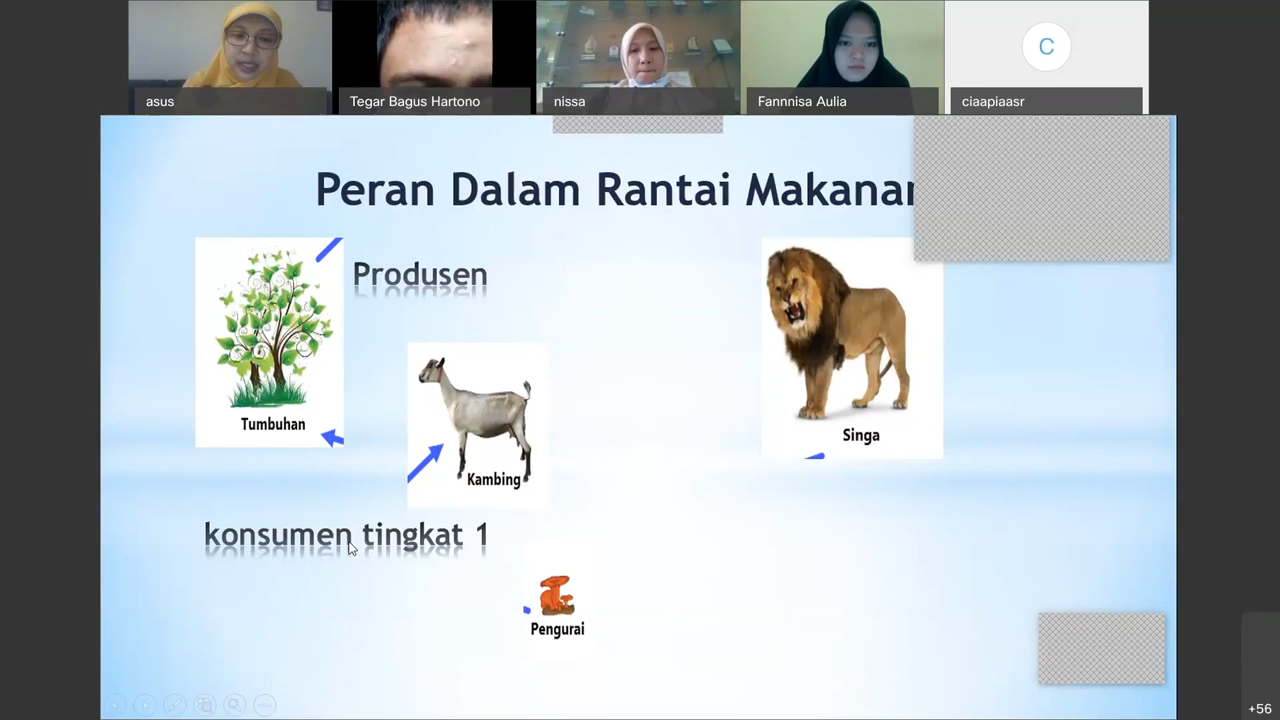 asus
Tegar Bagus Hartono
nissa
Fannnisa Aulia
C
ciaapiaasr
Peran Dalam Rantai Makanan
Produsen
Tumbuhan
Kambing
Singa
konsumen tingkat 1
Pengurai
+56